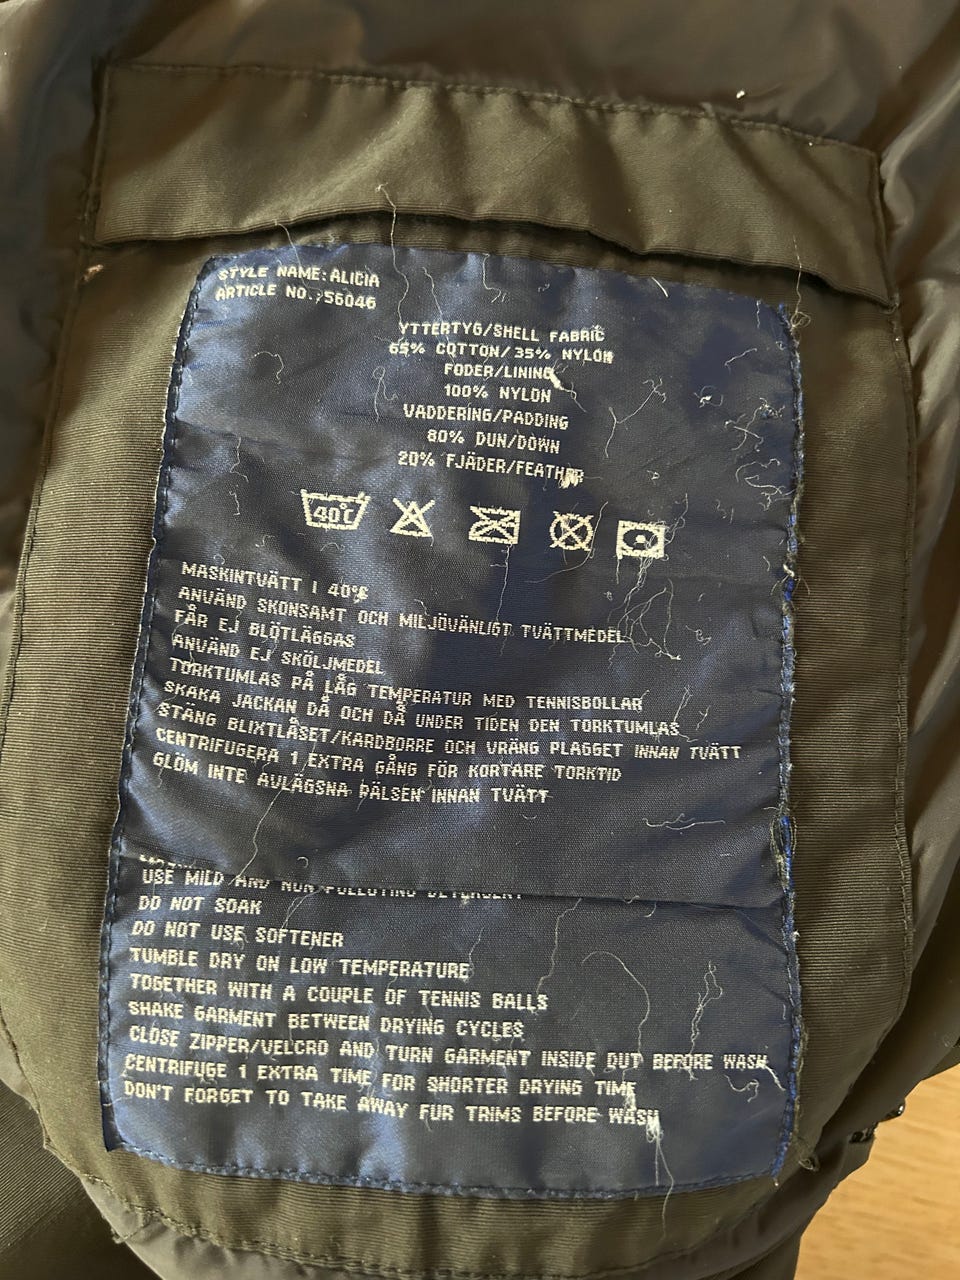 STYLE NAME: ALICIA
ARTICLE NO.:56046
YTTERTYG/SHELL FABRIC
65% COTTON/35% NYLON
FODER/LINING
100% NYLON
VADDERING/PADDING
80% DUN/DOWN
20% FJÄDER/FEATHER
40°C
MASKINTVÄTT I 40°C
ANVÄND SKONSAMT OCH MILJÖVÄNLIGT TVÄTTMEDEL
FÅR EJ BLÖTLÄGGAS
ANVÄND EJ SKÖLJMEDEL
TORKTUMLAS PÅ LÅG TEMPERATUR MED TENNISBOLLAR
SKAKA JACKAN DÅ OCH DÅ UNDER TIDEN DEN TORKTUMLAS
STÄNG BLIXTLÅSET/KARDBORRE OCH VRÄNG PLAGGET INNAN TVÄTT
CENTRIFUGERA 1 EXTRA GÅNG FÖR KORTARE TORKTID
GLÖM INTE AVLÄGSNA PÄLSEN INNAN TVÄTT
USE MILD AND NON POLLUTING DETERGENT
DO NOT SOAK
DO NOT USE SOFTENER
TUMBLE DRY ON LOW TEMPERATURE
TOGETHER WITH A COUPLE OF TENNIS BALLS
SHAKE GARMENT BETWEEN DRYING CYCLES
CLOSE ZIPPER/VELCRO AND TURN GARMENT INSIDE OUT BEFORE WASH
CENTRIFUGE 1 EXTRA TIME FOR SHORTER DRYING TIME
DON'T FORGET TO TAKE AWAY FUR TRIMS BEFORE WASH